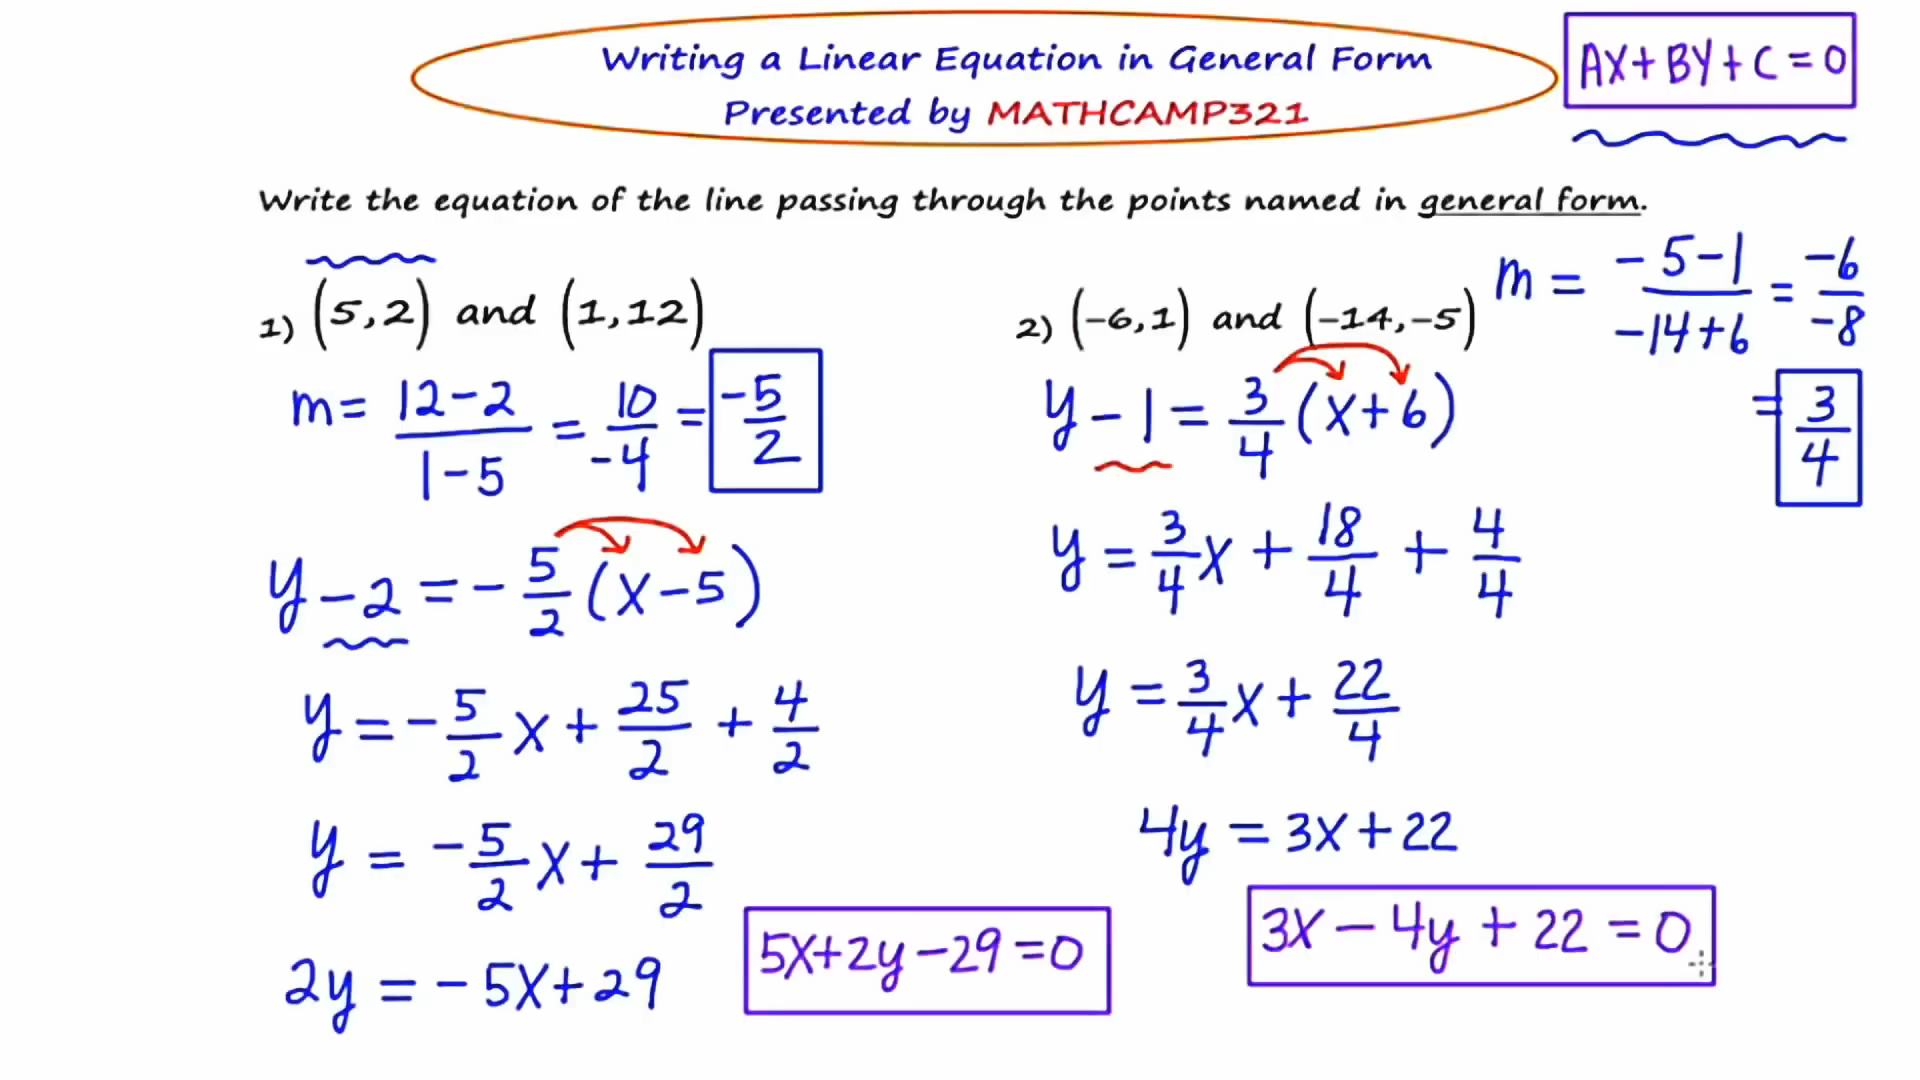 Writing a Linear Equation in General Form
Presented by MATHCAMP321
AX+BY+C=0
Write the equation of the line passing through the points named in general form.
1) (5,2) and (1,12)
m = (12-2)/(1-5) = 10/-4 = -5/2
y-2 = -5/2(x-5)
y = -5/2x + 25/2 + 4/2
y = -5/2x + 29/2
2y = -5x+29
5x+2y-29=0
2) (-6,1) and (-14,-5)
m = (-5-1)/(-14+6) = -6/-8
= 3/4
y-1 = 3/4(x+6)
y = 3/4x + 18/4 + 4/4
y = 3/4x + 22/4
4y = 3x+22
3x-4y+22=0